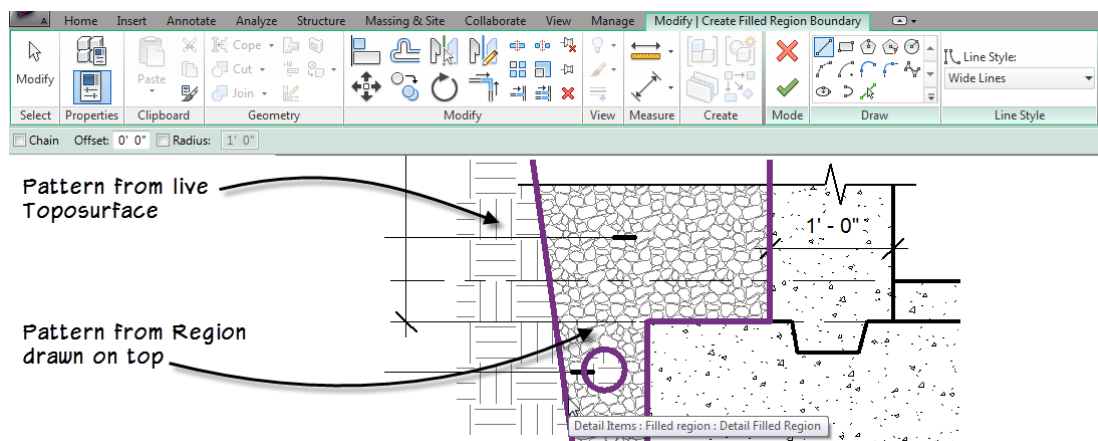 Home Insert Annotate Analyze Structure Massing & Site Collaborate View Manage Modify | Create Filled Region Boundary
Modify
Paste
Cope
Cut
Join
Line Style:
Wide Lines
Select Properties Clipboard Geometry Modify View Measure Create Mode Draw Line Style
Chain Offset: 0' 0" Radius: 1' 0"
Pattern from live
Toposurface
1' - 0"
Pattern from Region
drawn on top
Detail Items : Filled region : Detail Filled Region